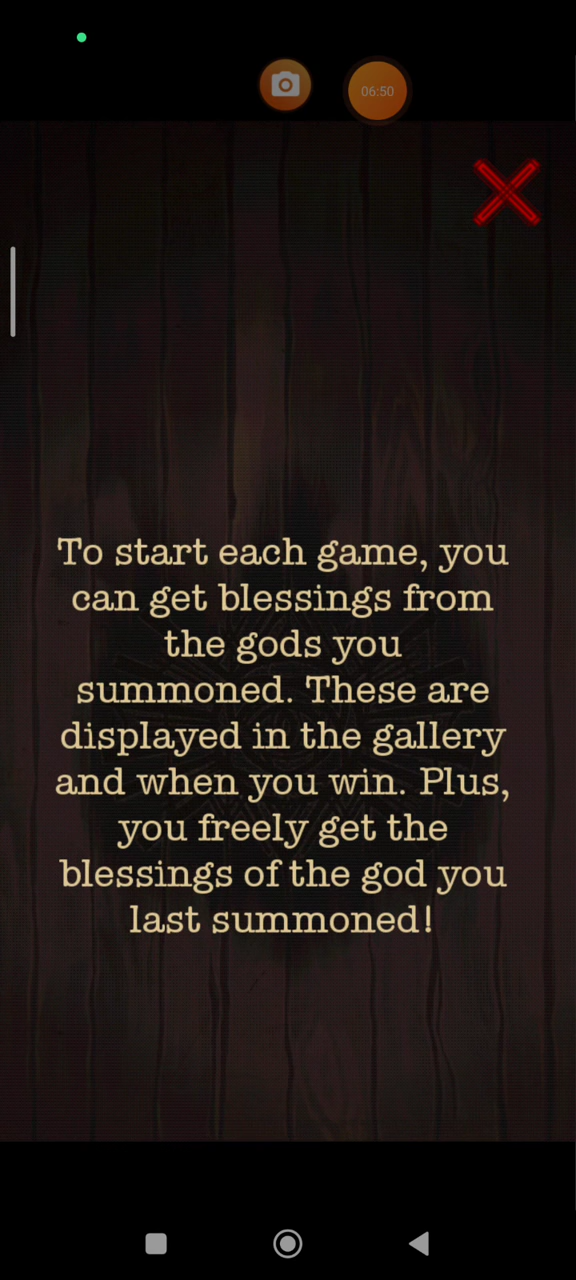 06:50
To start each game, you
can get blessings from
the gods you
summoned. These are
displayed in the gallery
and when you win. Plus,
you freely get the
blessings of the god you
last summoned!